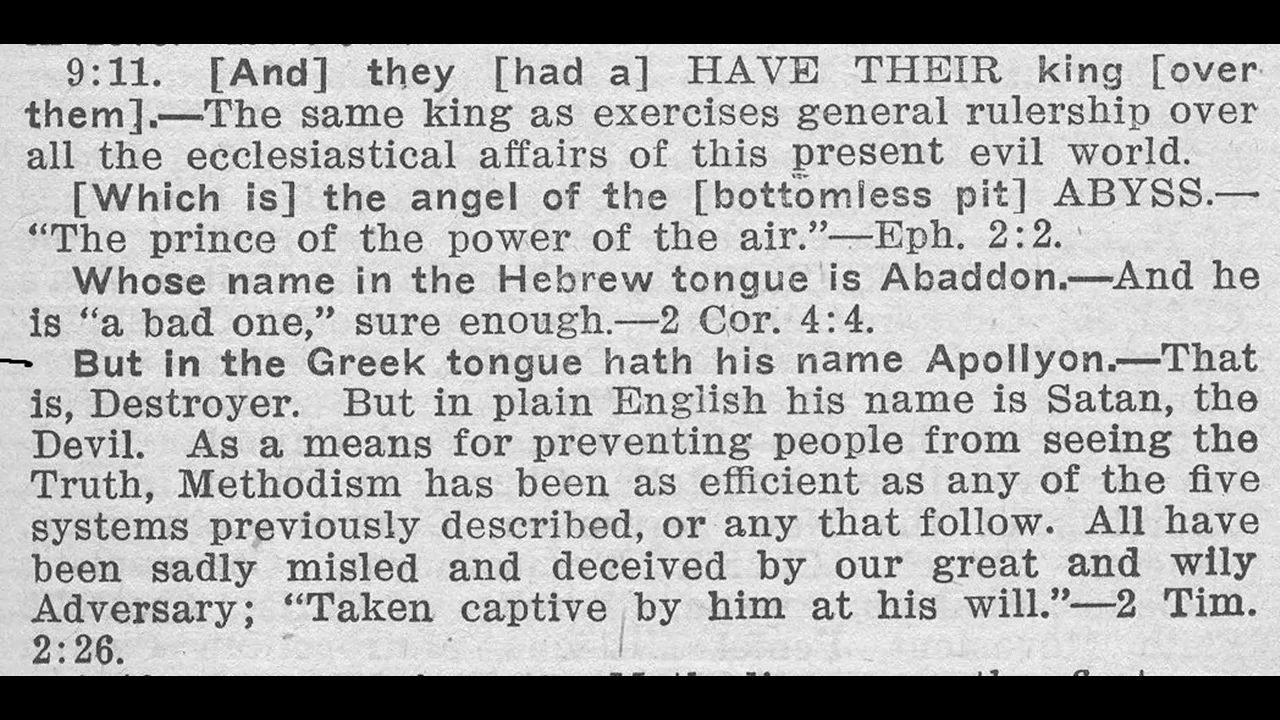 9:11. [And] they [had a] HAVE THEIR king [over
them].—The same king as exercises general rulership over
all the ecclesiastical affairs of this present evil world.
[Which is] the angel of the [bottomless pit] ABYSS.—
“The prince of the power of the air.”—Eph. 2:2.
Whose name in the Hebrew tongue is Abaddon.—And he
is “a bad one,” sure enough.—2 Cor. 4:4.
But in the Greek tongue hath his name Apollyon.—That
is, Destroyer. But in plain English his name is Satan, the
Devil. As a means for preventing people from seeing the
Truth, Methodism has been as efficient as any of the five
systems previously described, or any that follow. All have
been sadly misled and deceived by our great and wily
Adversary; “Taken captive by him at his will.”—2 Tim.
2:26.